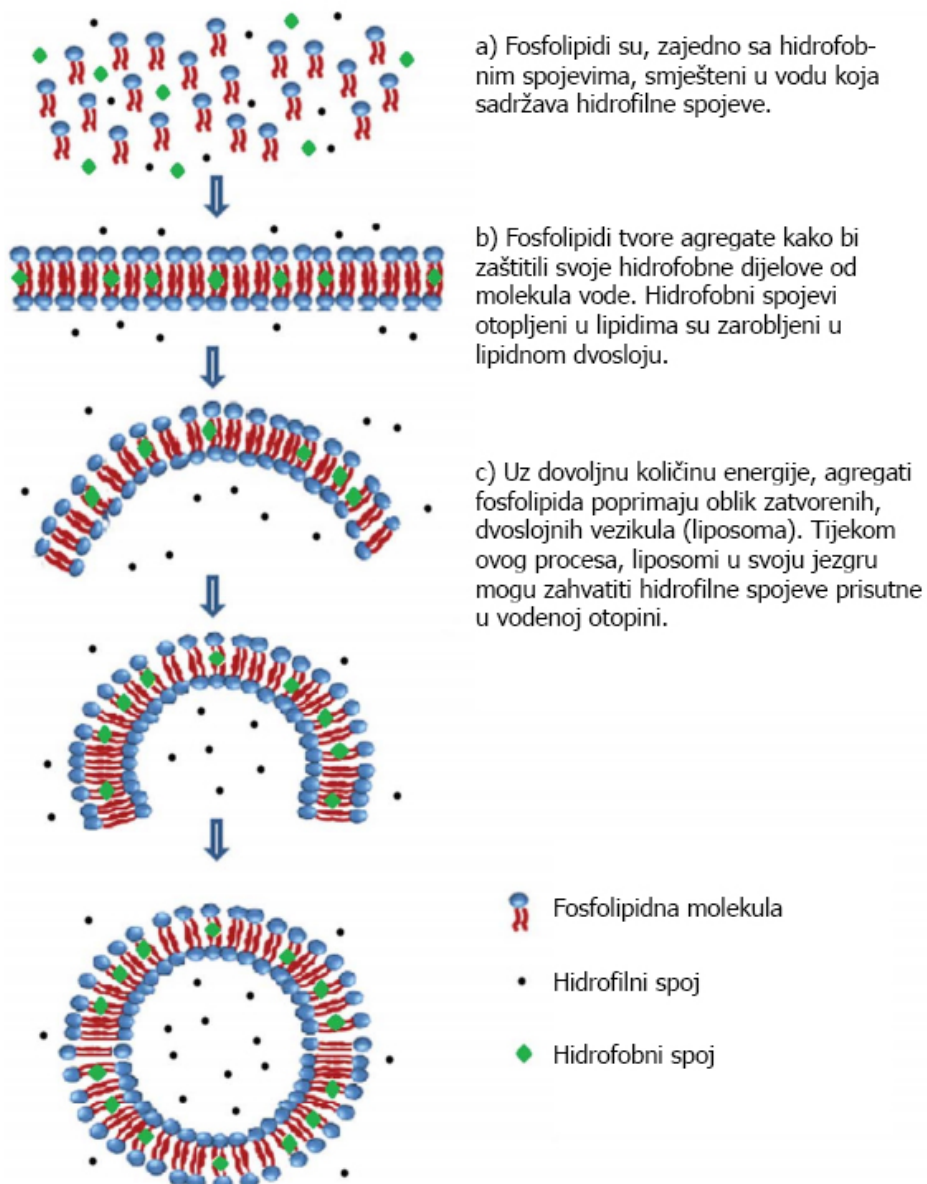 a) Fosfolipidi su, zajedno sa hidrofob-
nim spojevima, smješteni u vodu koja
sadržava hidrofilne spojeve.
b) Fosfolipidi tvore agregate kako bi
zaštitili svoje hidrofobne dijelove od
molekula vode. Hidrofobni spojevi
otopljeni u lipidima su zarobljeni u
lipidnom dvosloju.
c) Uz dovoljnu količinu energije, agregati
fosfolipida poprimaju oblik zatvorenih,
dvoslojnih vezikula (liposoma). Tijekom
ovog procesa, liposomi u svoju jezgru
mogu zahvatiti hidrofilne spojeve prisutne
u vodenoj otopini.
Fosfolipidna molekula
Hidrofilni spoj
Hidrofobni spoj